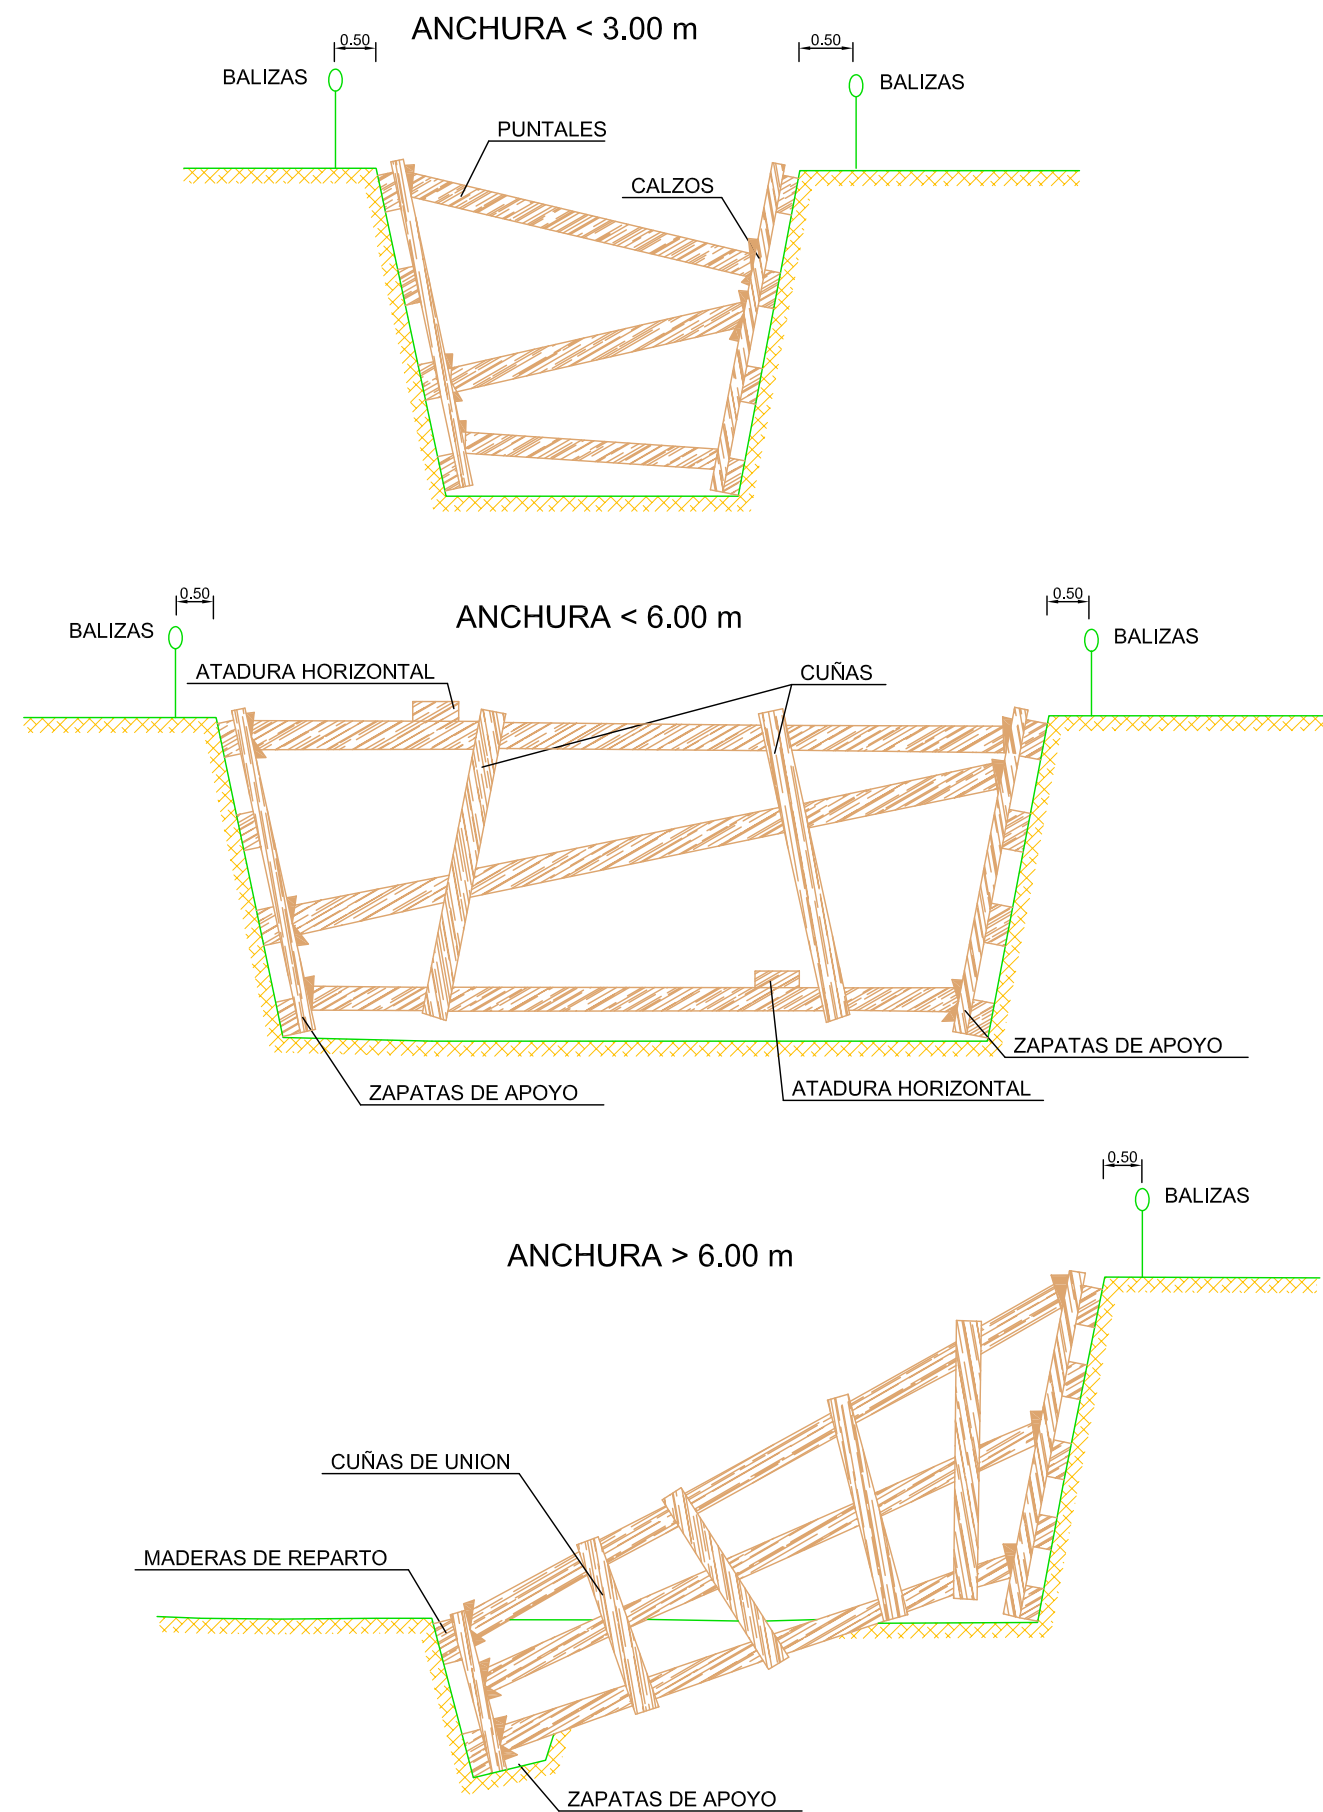 ANCHURA < 3.00 m
0.50
0.50
BALIZAS
BALIZAS
PUNTALES
CALZOS
0.50
0.50
ANCHURA < 6.00 m
BALIZAS
BALIZAS
ATADURA HORIZONTAL
CUÑAS
ZAPATAS DE APOYO
ZAPATAS DE APOYO
ATADURA HORIZONTAL
0.50
BALIZAS
ANCHURA > 6.00 m
CUÑAS DE UNION
MADERAS DE REPARTO
ZAPATAS DE APOYO